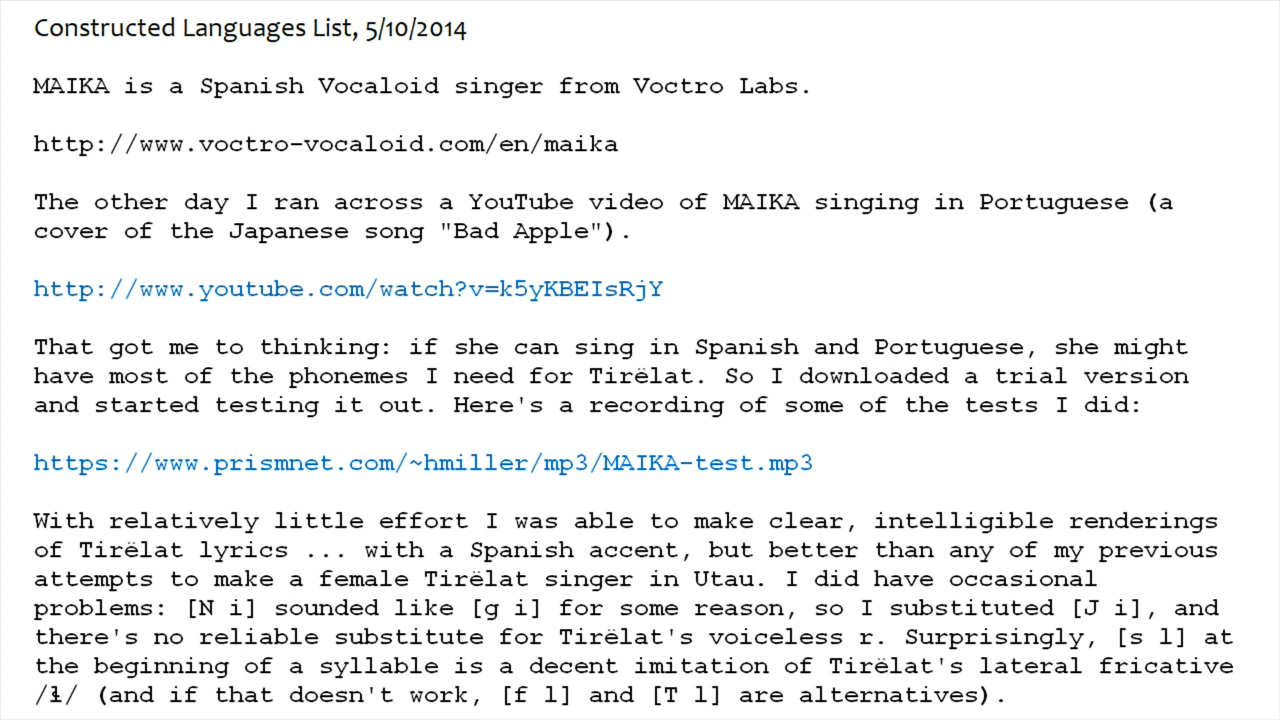 Constructed Languages List, 5/10/2014
MAIKA is a Spanish Vocaloid singer from Voctro Labs.
http://www.voctro-vocaloid.com/en/maika
The other day I ran across a YouTube video of MAIKA singing in Portuguese (a
cover of the Japanese song "Bad Apple").
http://www.youtube.com/watch?v=k5yKBEIsRjY
That got me to thinking: if she can sing in Spanish and Portuguese, she might
have most of the phonemes I need for Tirëlat. So I downloaded a trial version
and started testing it out. Here's a recording of some of the tests I did:
https://www.prismnet.com/~hmiller/mp3/MAIKA-test.mp3
With relatively little effort I was able to make clear, intelligible renderings
of Tirëlat lyrics ... with a Spanish accent, but better than any of my previous
attempts to make a female Tirëlat singer in Utau. I did have occasional
problems: [N i] sounded like [g i] for some reason, so I substituted [J i], and
there's no reliable substitute for Tirëlat's voiceless r. Surprisingly, [s l] at
the beginning of a syllable is a decent imitation of Tirëlat's lateral fricative
/ɫ/ (and if that doesn't work, [f l] and [T l] are alternatives).